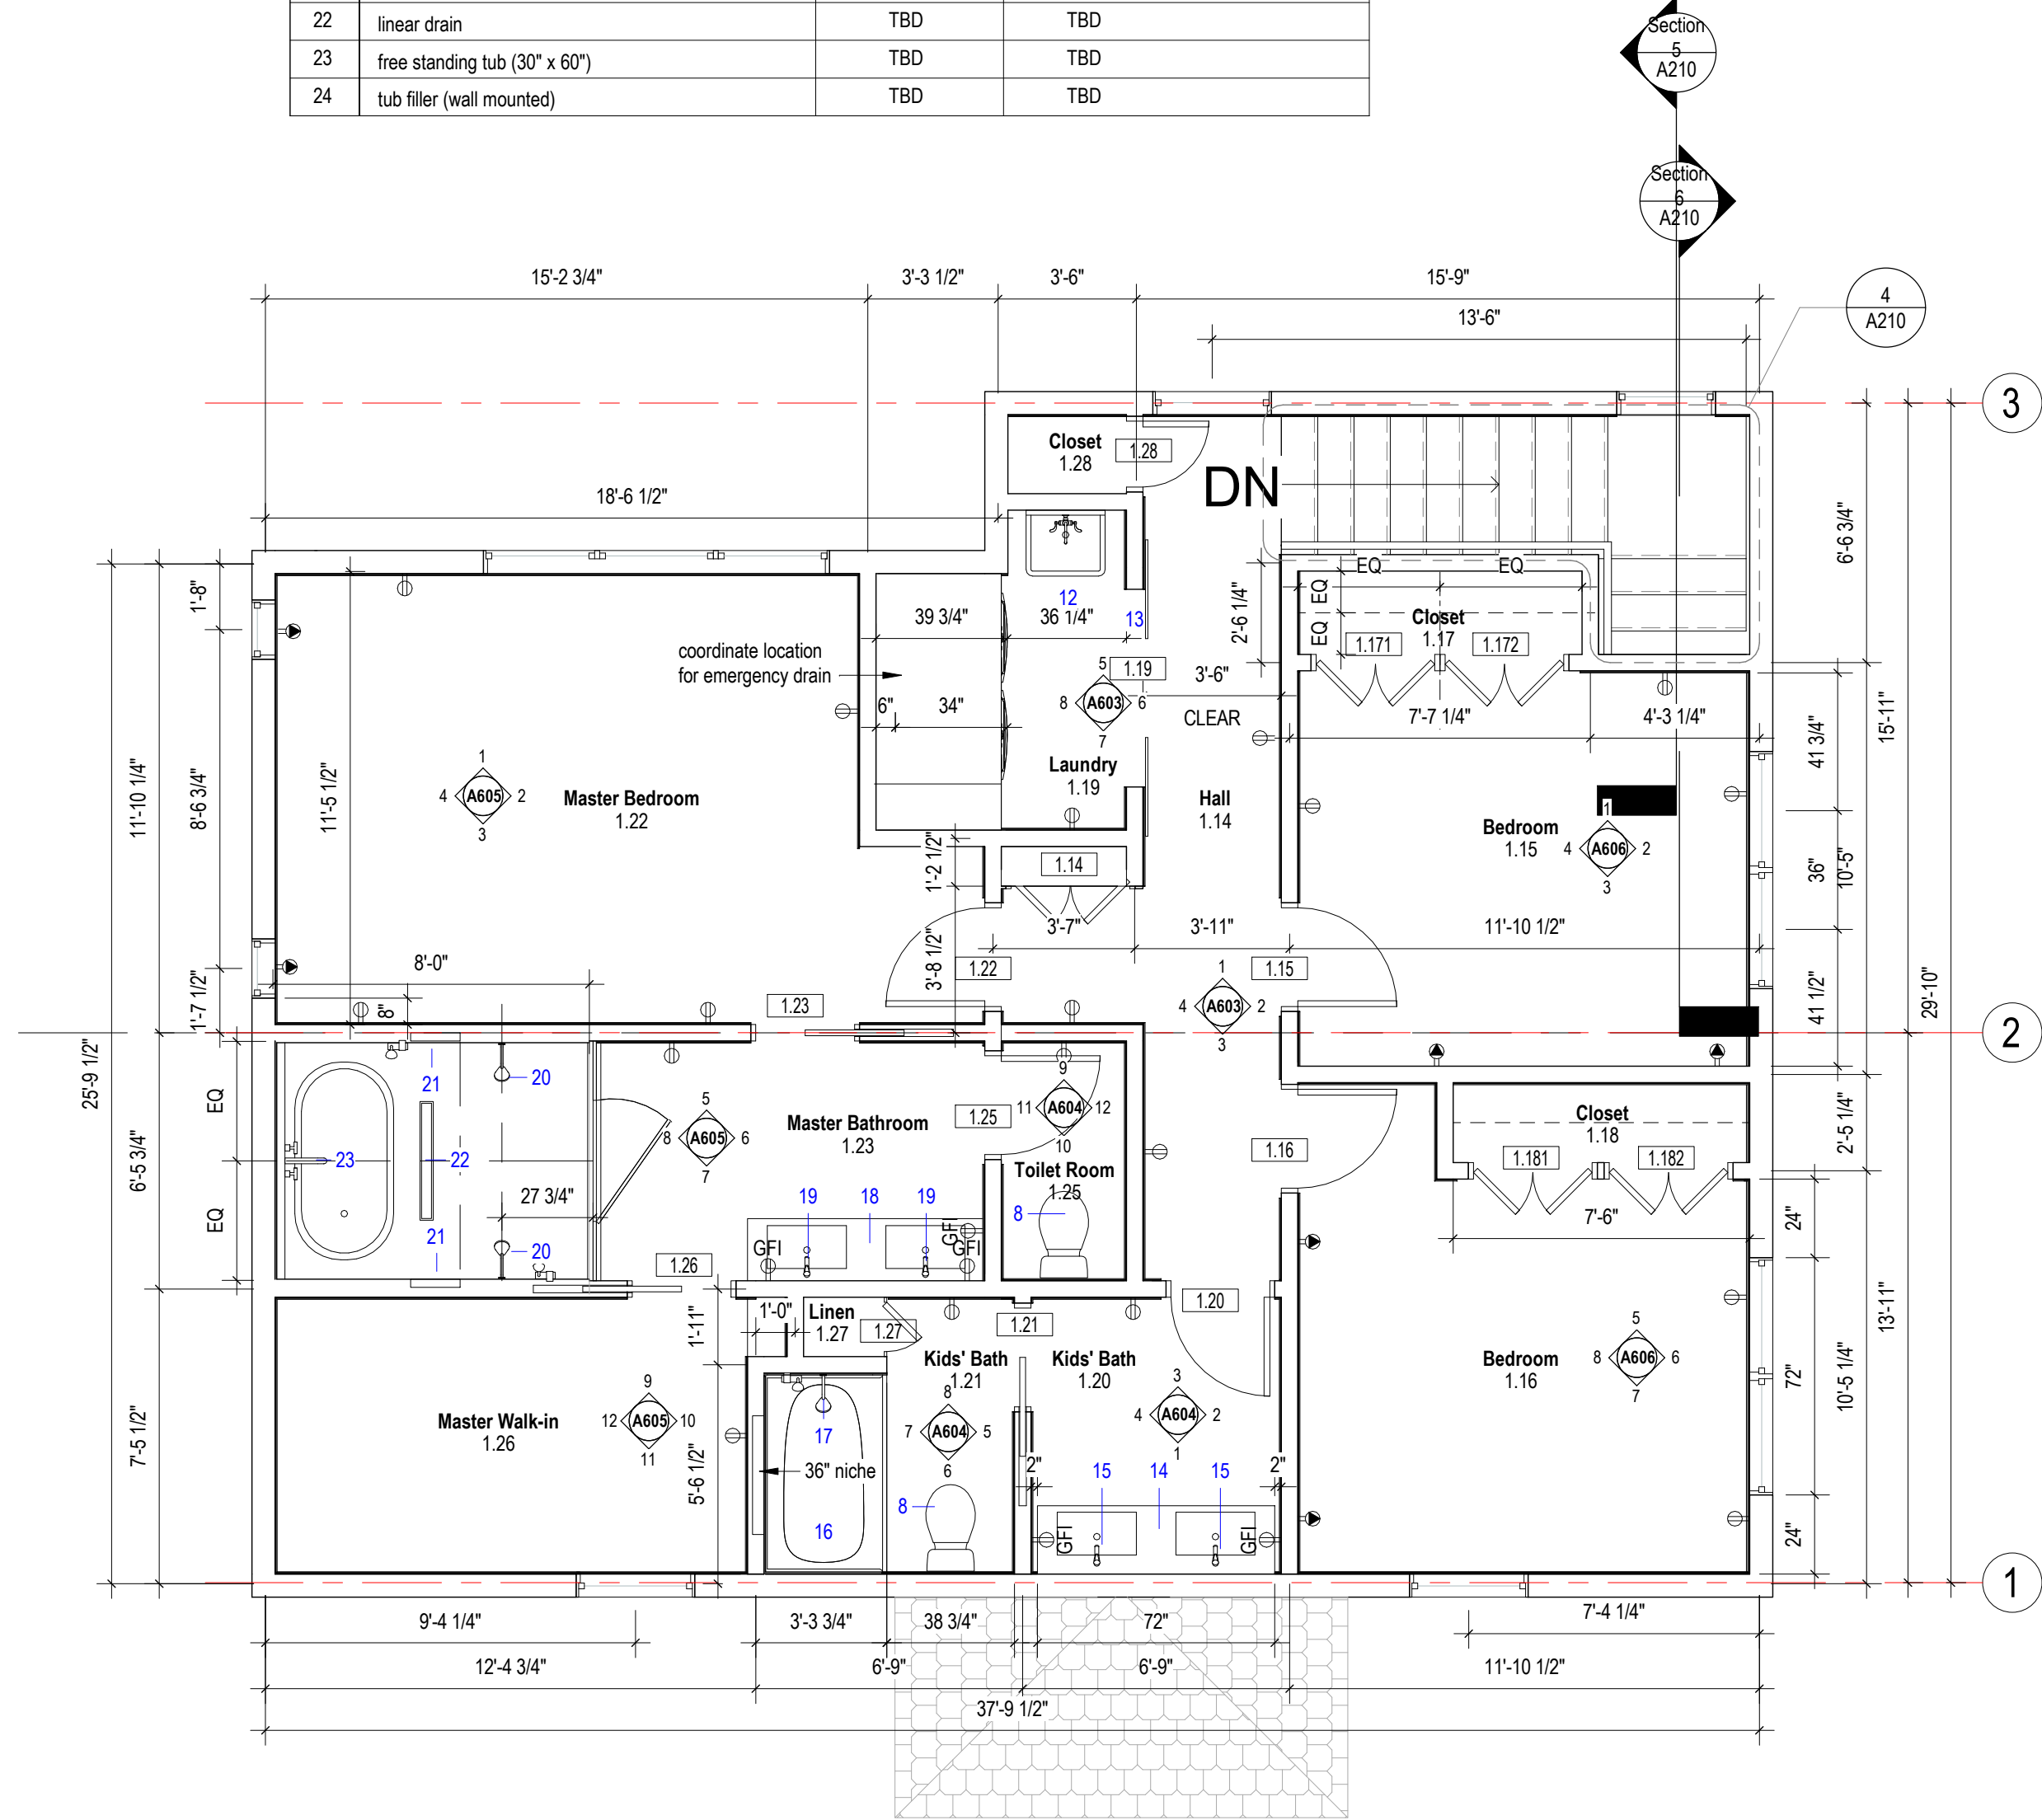 22 linear drain TBD TBD
23 free standing tub (30" x 60") TBD TBD
24 tub filler (wall mounted) TBD TBD
Section
5
A210
Section
6
A210
4
A210
15'-2 3/4" 3'-3 1/2" 3'-6" 15'-9"
13'-6"
3
Closet
1.28
1.28
DN
18'-6 1/2"
6'-6 3/4"
EQ EQ
EQ
EQ
1'-8"
12
13
39 3/4" 36 1/4"
2'-6 1/4"
Closet
1.17
1.171
1.172
coordinate location
for emergency drain
5
8 A603 6
7
1.19
3'-6"
CLEAR
6" 34"
7'-7 1/4" 4'-3 1/4"
41 3/4"
15'-11"
11'-10 1/4"
8'-6 3/4"
11'-5 1/2"
1
4 A605 2
3
Master Bedroom
1.22
Laundry
1.19
Hall
1.14
Bedroom
1.15
1
4 A606 2
3
36"
10'-5"
1'-2 1/2"
1.14
3'-7" 3'-11" 11'-10 1/2"
8'-0"
3'-8 1/2"
1.22
1.15
1'-7 1/2"
8"
1.23
1
4 A603 2
3
41 1/2"
29'-10"
2
25'-9 1/2"
EQ
21
20
5
8 A605 6
7
Master Bathroom
1.23
1.25
9
11 A604 12
10
1.16
Closet
1.18
1.181
1.182
2'-5 1/4"
6'-5 3/4"
23
22
Toilet Room
1.25
EQ
27 3/4"
19 18 19
8
7'-6"
24"
21
20
GFI
GFI
GFI
1.26
1'-11"
1'-0"
Linen
1.27
1.27
1.21
1.20
13'-11"
Kids' Bath
1.21
Kids' Bath
1.20
Bedroom
1.16
5
8 A606 6
7
72"
10'-5 1/4"
7'-5 1/2"
Master Walk-in
1.26
9
12 A605 10
11
8
7 A604 5
6
3
4 A604 2
1
17
36" niche
5'-6 1/2"
16
8
2"
15 14 15
2"
GFI
GFI
24"
1
9'-4 1/4" 3'-3 3/4" 38 3/4" 72" 7'-4 1/4"
12'-4 3/4" 6'-9" 6'-9" 11'-10 1/2"
37'-9 1/2"